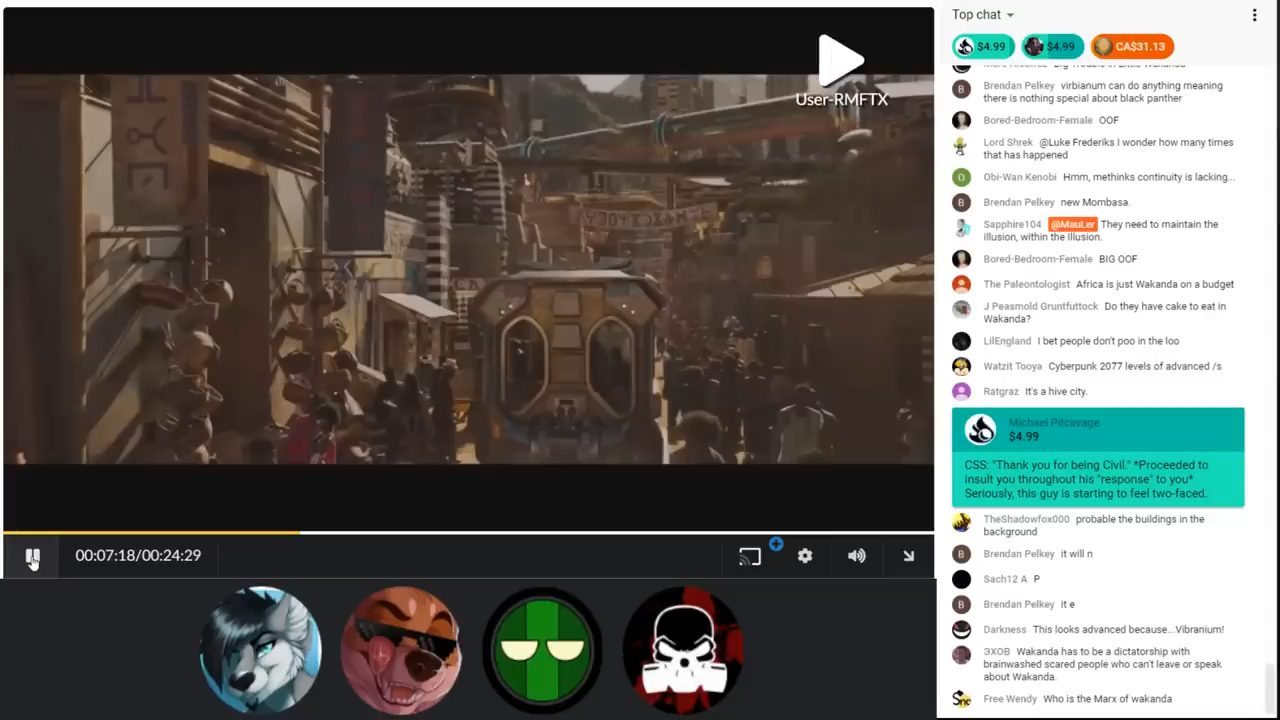 Top chat
$4.99
$4.99
CA$31.13
User-RMFTX
Brendan Pelkey virbianum can do anything meaning
there is nothing special about black panther
Bored-Bedroom-Female OOF
Lord Shrek @Luke Frederiks I wonder how many times
that has happened
Obi-Wan Kenobi Hmm, methinks continuity is lacking...
Brendan Pelkey new Mombasa.
Sapphire104 @MauLer They need to maintain the
illusion, within the Illusion.
Bored-Bedroom-Female BIG OOF
The Paleontologist Africa is just Wakanda on a budget
J Peasmold Gruntfuttock Do they have cake to eat in
Wakanda?
LilEngland I bet people don't poo in the loo
Watzit Tooya Cyberpunk 2077 levels of advanced /s
Ratgraz It's a hive city.
Michael Pitcavage
$4.99
CSS: "Thank you for being Civil." *Proceeded to
insult you throughout his "response" to you*
Seriously, this guy is starting to feel two-faced.
TheShadowfox000 probable the buildings in the
background
Brendan Pelkey it will n
Sach12 A P
Brendan Pelkey it e
Darkness This looks advanced because...Vibranium!
ЭХОВ Wakanda has to be a dictatorship with
brainwashed scared people who can't leave or speak
about Wakanda.
Free Wendy Who is the Marx of wakanda
00:07:18/00:24:29